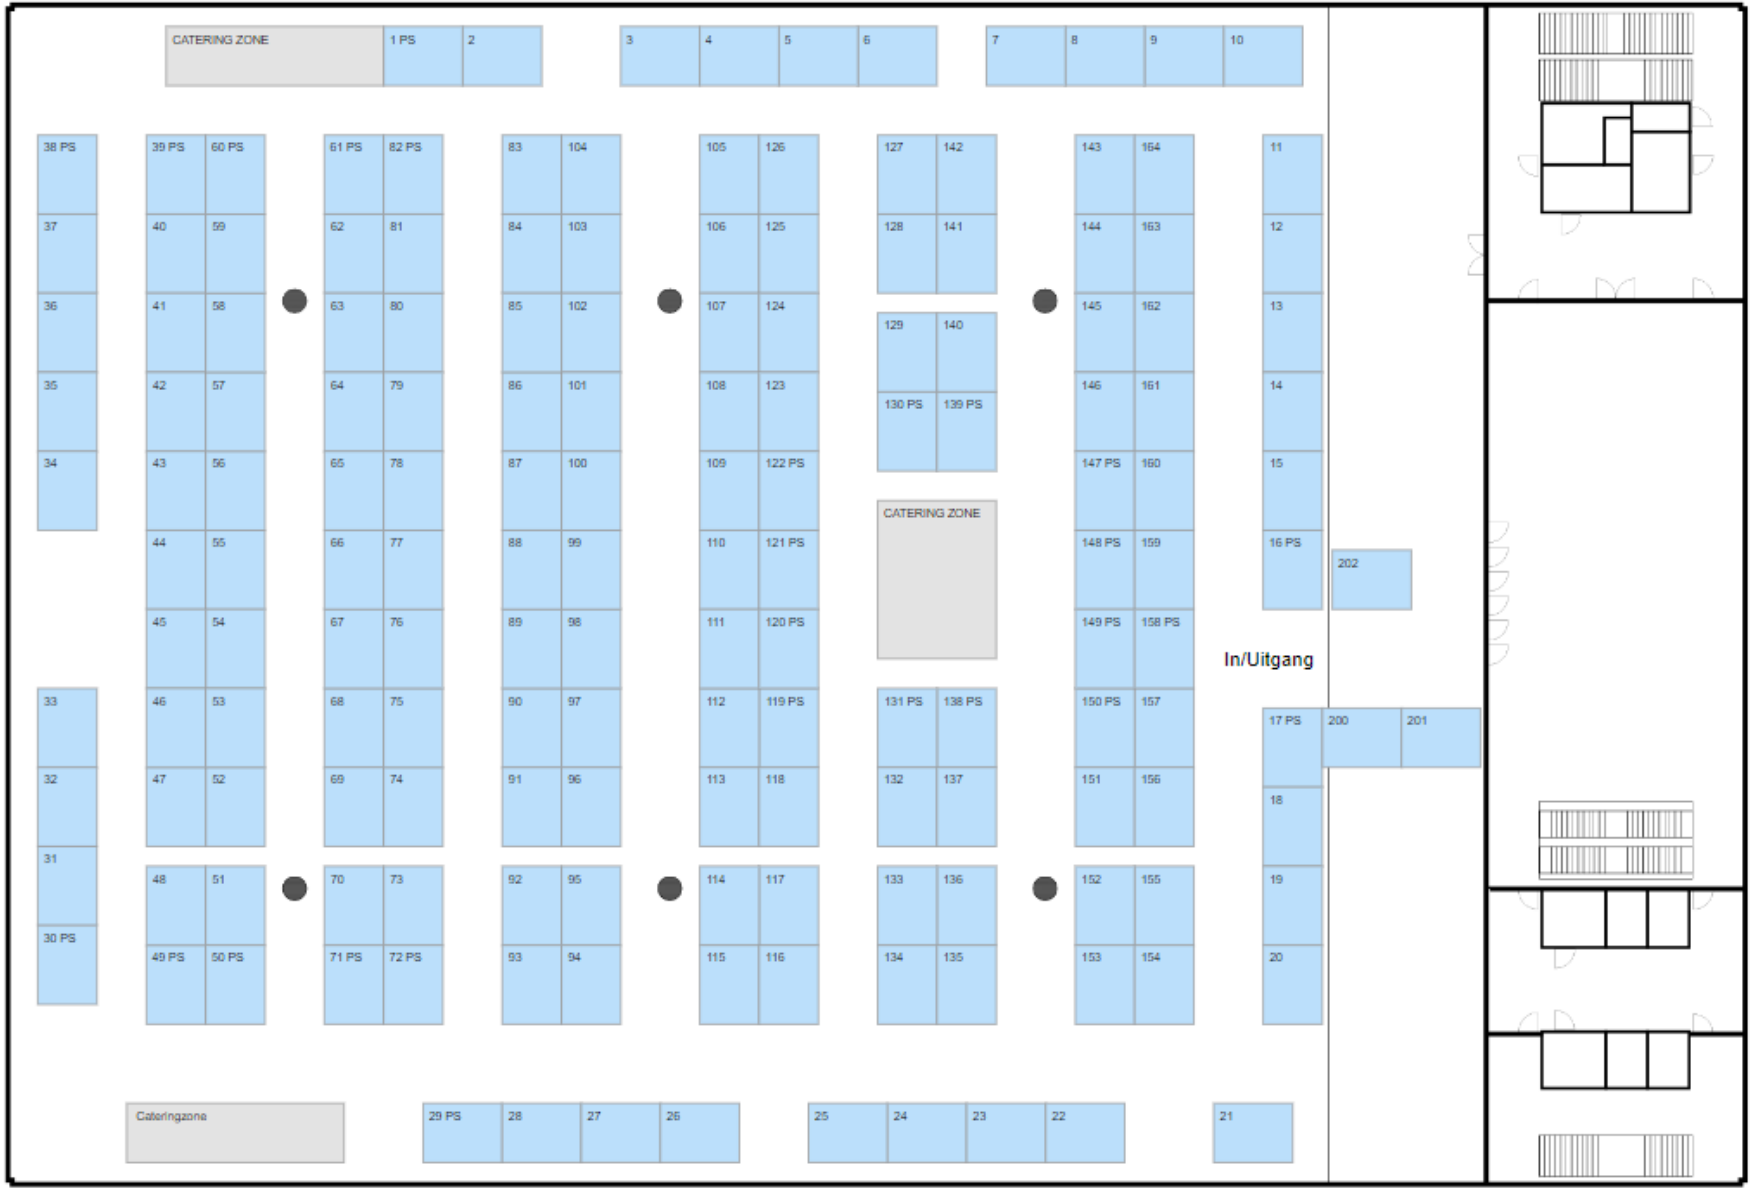 CATERING ZONE 1 PS 2 3 4 5 6 7 8 9 10
38 PS 39 PS 60 PS 61 PS 82 PS 83 104 105 126 127 142 143 164 11
37 40 59 62 81 84 103 106 125 128 141 144 163 12
36 41 58 63 80 85 102 107 124 145 162 13
129 140
35 42 57 64 79 86 101 108 123 146 161 14
130 PS 139 PS
34 43 56 65 78 87 100 109 122 PS 147 PS 160 15
CATERING ZONE
44 55 66 77 88 99 110 121 PS 148 PS 159 16 PS
202
45 54 67 76 89 98 111 120 PS 149 PS 158 PS
In/Uitgang
33 46 53 68 75 90 97 112 119 PS 131 PS 138 PS 150 PS 157
17 PS 200 201
32 47 52 69 74 91 96 113 118 132 137 151 156
18
31
48 51 70 73 92 95 114 117 133 136 152 155 19
30 PS
49 PS 50 PS 71 PS 72 PS 93 94 115 116 134 135 153 154 20
Cateringzone 29 PS 28 27 26 25 24 23 22 21